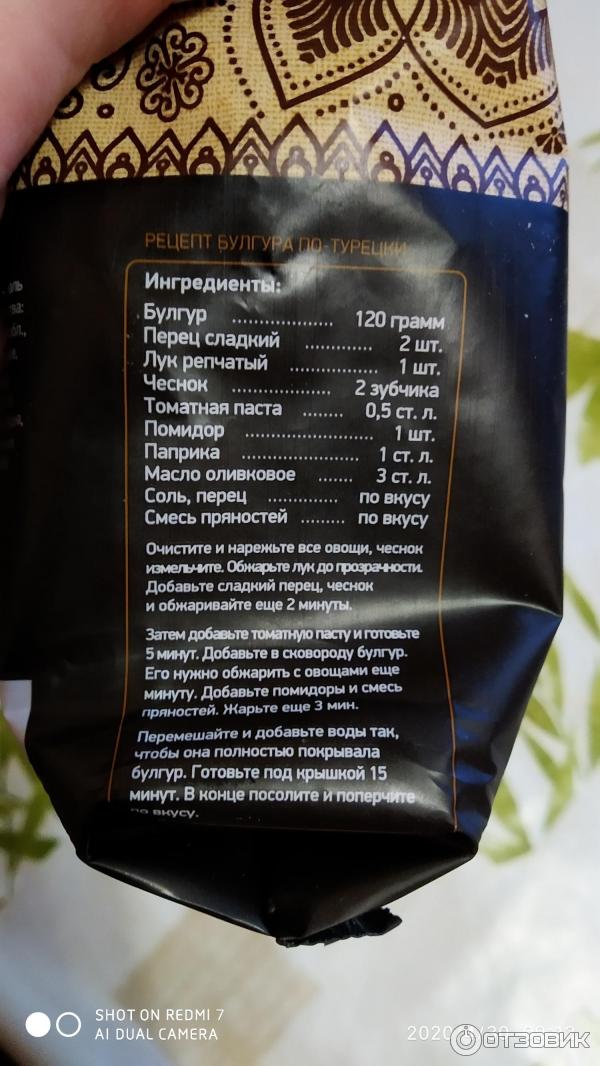 РЕЦЕПТ БУЛГУРА ПО-ТУРЕЦКИ
Ингредиенты:
Булгур .................. 120 грамм
Перец сладкий ............. 2 шт.
Лук репчатый ................. 1 шт.
Чеснок ................... 2 зубчика
Томатная паста ........ 0,5 ст. л.
Помидор ........................ 1 шт.
Паприка ..................... 1 ст. л.
Масло оливковое ....... 3 ст. л.
Соль, перец .............. по вкусу
Смесь пряностей ......... по вкусу
Очистите и нарежьте все овощи, чеснок
измельчите. Обжарьте лук до прозрачности.
Добавьте сладкий перец, чеснок
и обжаривайте еще 2 минуты.
Затем добавьте томатную пасту и готовьте
5 минут. Добавьте в сковороду булгур.
Его нужно обжарить с овощами еще
минуту. Добавьте помидоры и смесь
пряностей. Жарьте еще 3 мин.
Перемешайте и добавьте воды так,
чтобы она полностью покрывала
булгур. Готовьте под крышкой 15
минут. В конце посолите и поперчите
по вкусу.
SHOT ON REDMI 7
AI DUAL CAMERA
2020
ОТЗОВИК